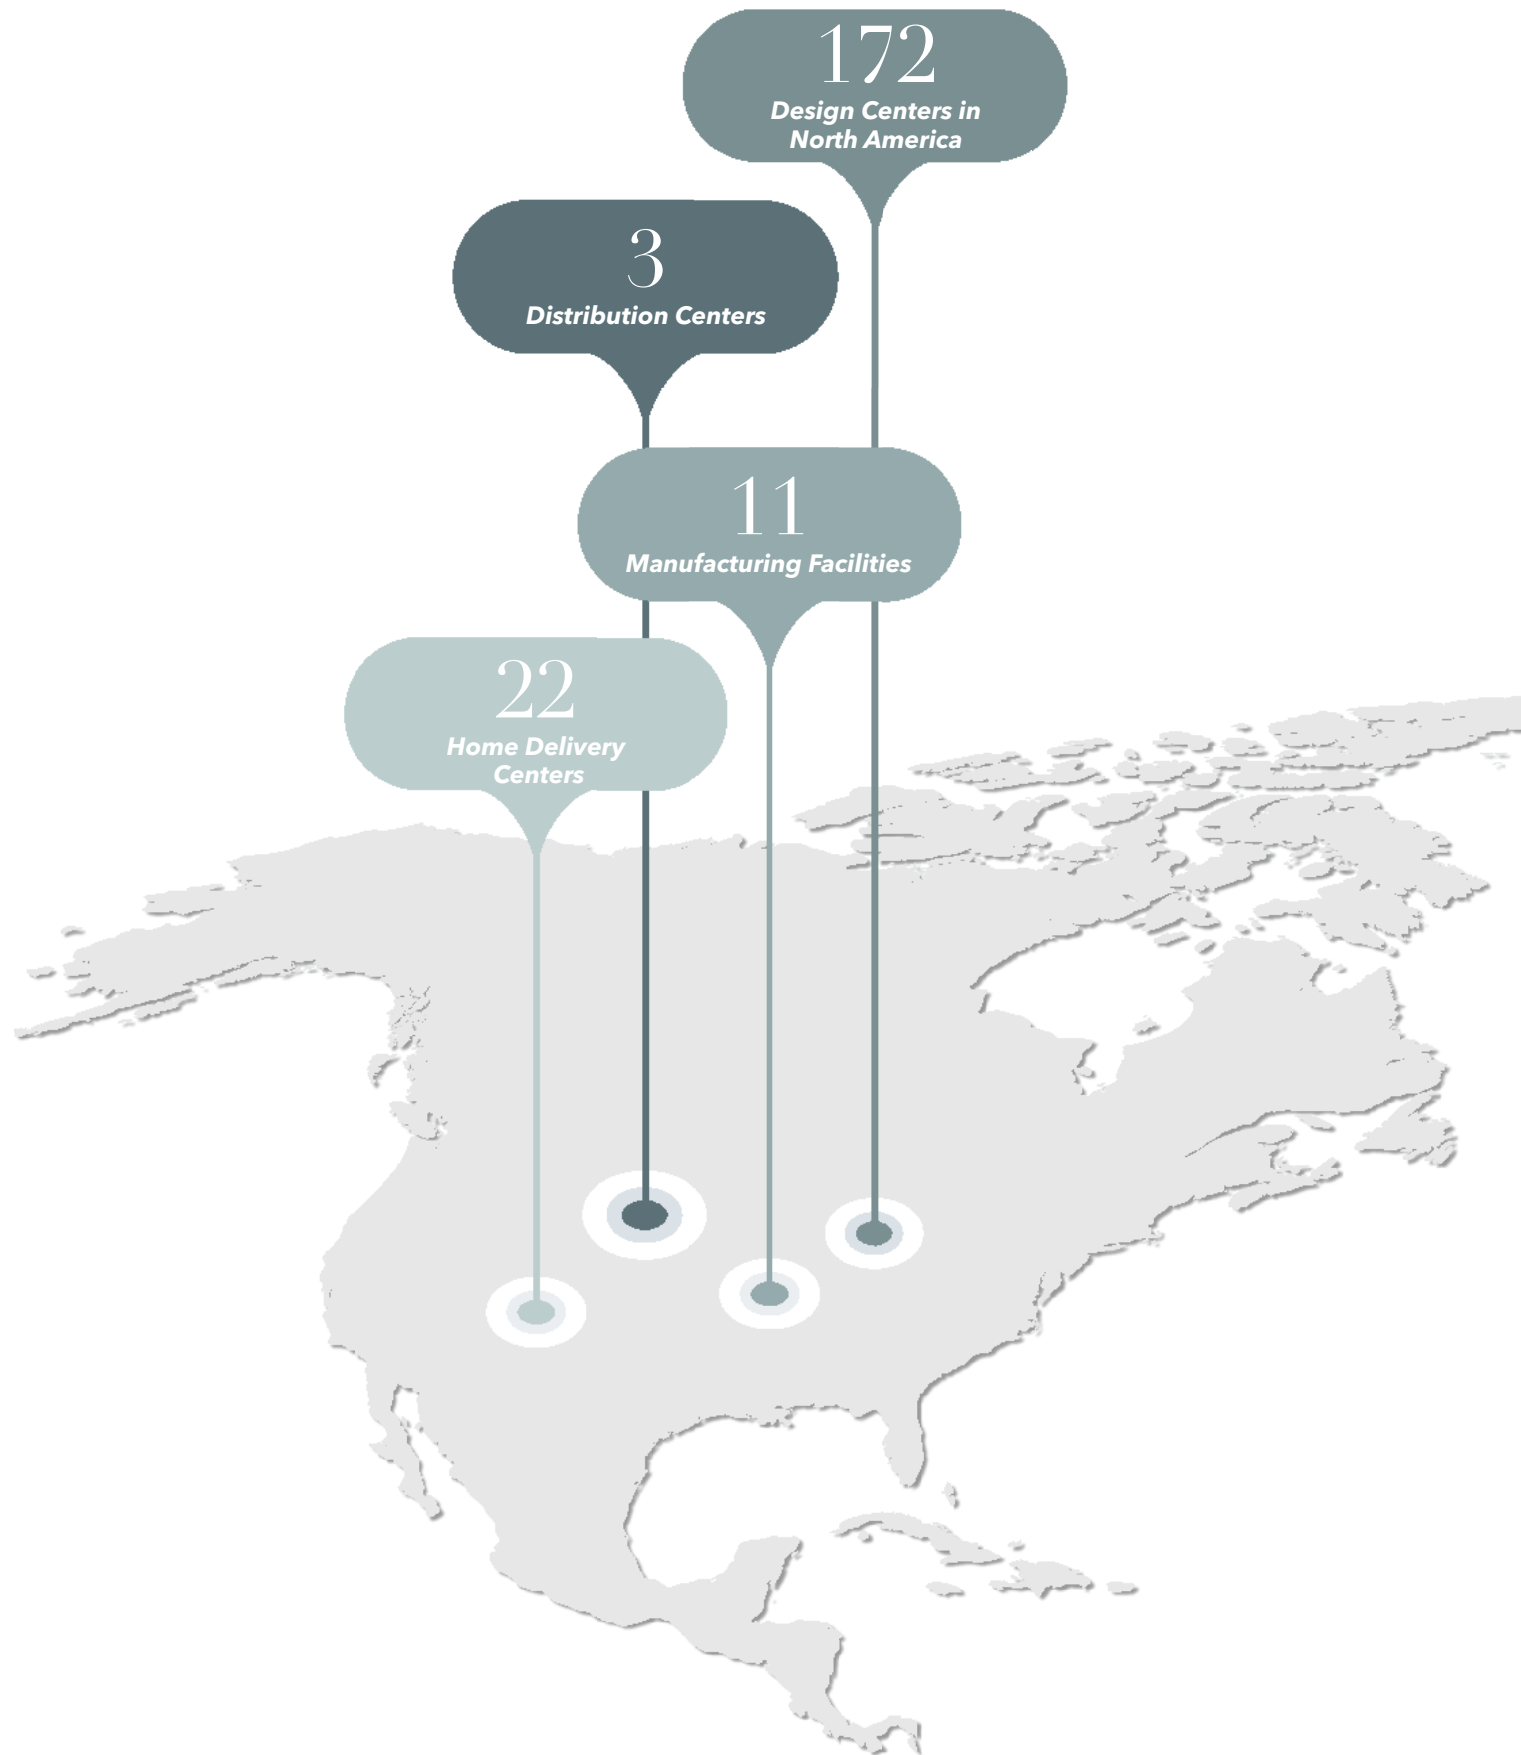 172
Design Centers in
North America
3
Distribution Centers
11
Manufacturing Facilities
22
Home Delivery
Centers